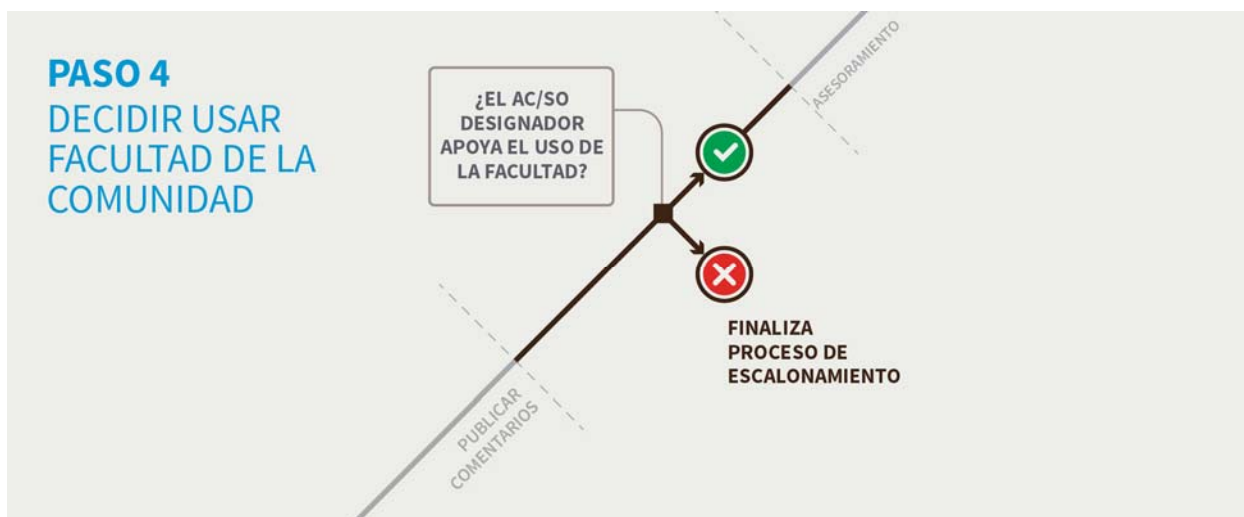 PASO 4
DECIDIR USAR
FACULTAD DE LA
COMUNIDAD
¿EL AC/SO
DESIGNADOR
APOYA EL USO DE
LA FACULTAD?
ASESORAMIENTO
FINALIZA
PROCESO DE
ESCALONAMIENTO
PUBLICAR
COMENTARIOS